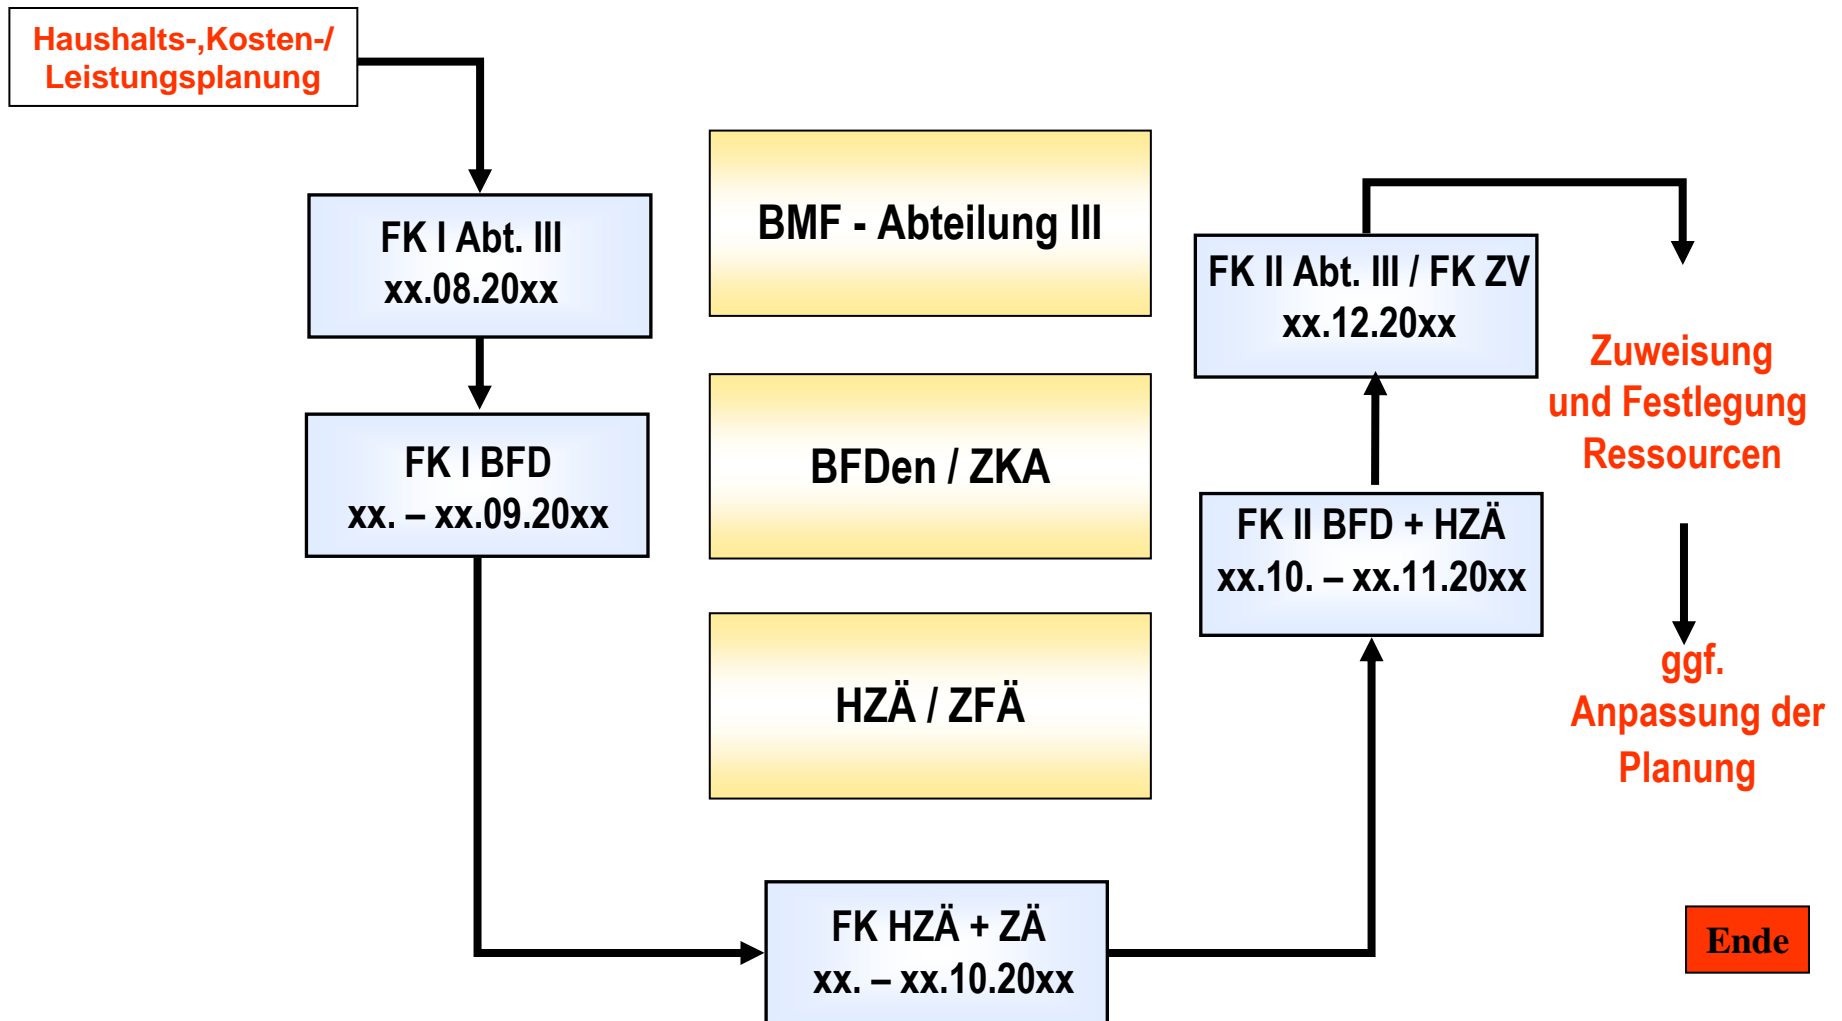 Haushalts-,Kosten-/
Leistungsplanung
FK I Abt. III
xx.08.20xx
FK I BFD
xx. – xx.09.20xx
BMF - Abteilung III
BFDen / ZKA
HZÄ / ZFÄ
FK HZÄ + ZÄ
xx. – xx.10.20xx
FK II BFD + HZÄ
xx.10. – xx.11.20xx
FK II Abt. III / FK ZV
xx.12.20xx
Zuweisung
und Festlegung
Ressourcen
ggf.
Anpassung der
Planung
Ende